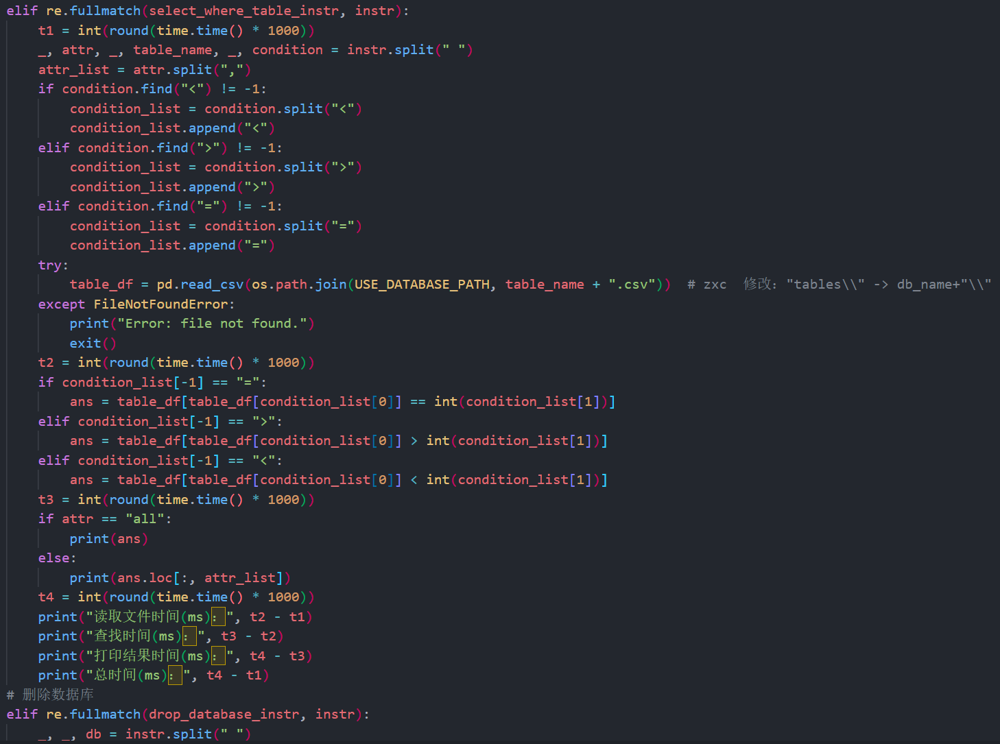 elif re.fullmatch(select_where_table_instr, instr):
    t1 = int(round(time.time() * 1000))
    _, attr, _, table_name, _, condition = instr.split(" ")
    attr_list = attr.split(",")
    if condition.find("<") != -1:
        condition_list = condition.split("<")
        condition_list.append("<")
    elif condition.find(">") != -1:
        condition_list = condition.split(">")
        condition_list.append(">")
    elif condition.find("=") != -1:
        condition_list = condition.split("=")
        condition_list.append("=")
    try:
        table_df = pd.read_csv(os.path.join(USE_DATABASE_PATH, table_name + ".csv"))  # zxc  修改："tables\\" -> db_name+"\\"
    except FileNotFoundError:
        print("Error: file not found.")
        exit()
    t2 = int(round(time.time() * 1000))
    if condition_list[-1] == "=":
        ans = table_df[table_df[condition_list[0]] == int(condition_list[1])]
    elif condition_list[-1] == ">":
        ans = table_df[table_df[condition_list[0]] > int(condition_list[1])]
    elif condition_list[-1] == "<":
        ans = table_df[table_df[condition_list[0]] < int(condition_list[1])]
    t3 = int(round(time.time() * 1000))
    if attr == "all":
        print(ans)
    else:
        print(ans.loc[:, attr_list])
    t4 = int(round(time.time() * 1000))
    print("读取文件时间(ms)：", t2 - t1)
    print("查找时间(ms)：", t3 - t2)
    print("打印结果时间(ms)：", t4 - t3)
    print("总时间(ms)：", t4 - t1)
# 删除数据库
elif re.fullmatch(drop_database_instr, instr):
    _, _, db = instr.split(" ")